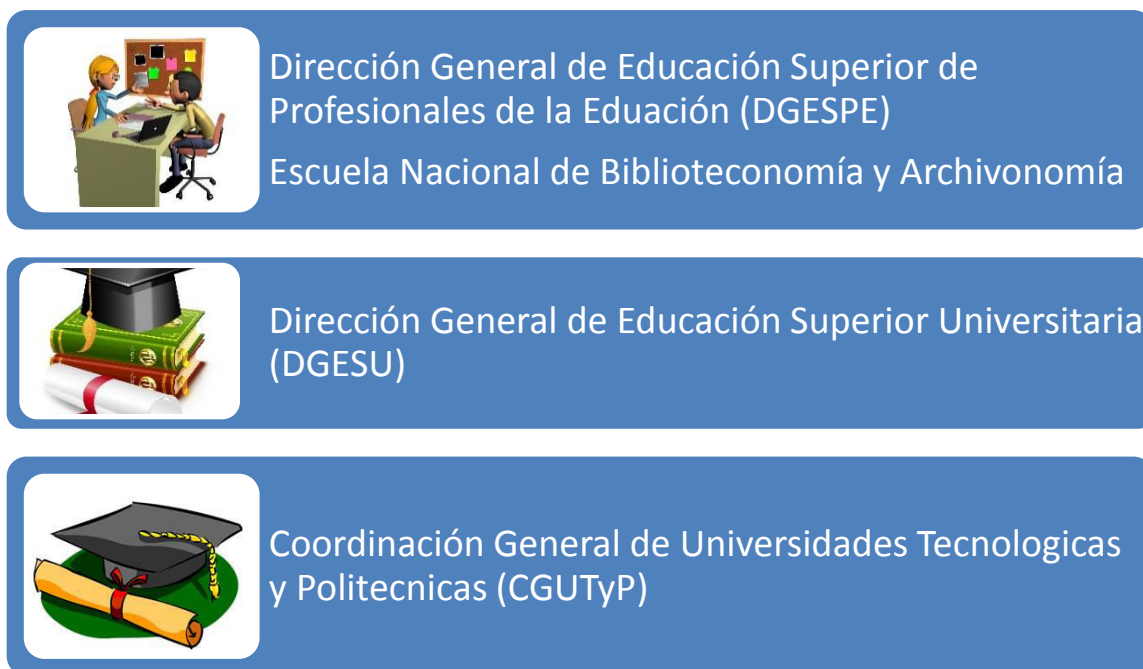 Dirección General de Educación Superior de
Profesionales de la Eduación (DGESPE)
Escuela Nacional de Biblioteconomía y Archivonomía
Dirección General de Educación Superior Universitaria
(DGESU)
Coordinación General de Universidades Tecnologicas
y Politecnicas (CGUTyP)